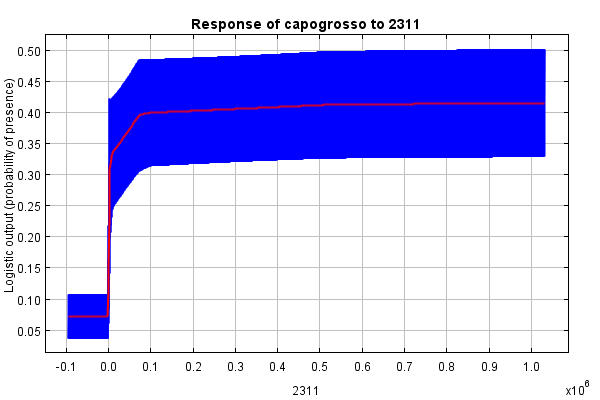 Response of capogrosso to 2311
Logistic output (probability of presence)
0.50
0.45
0.40
0.35
0.30
0.25
0.20
0.15
0.10
0.05
-0.1 0.0 0.1 0.2 0.3 0.4 0.5 0.6 0.7 0.8 0.9 1.0
2311
x10⁶